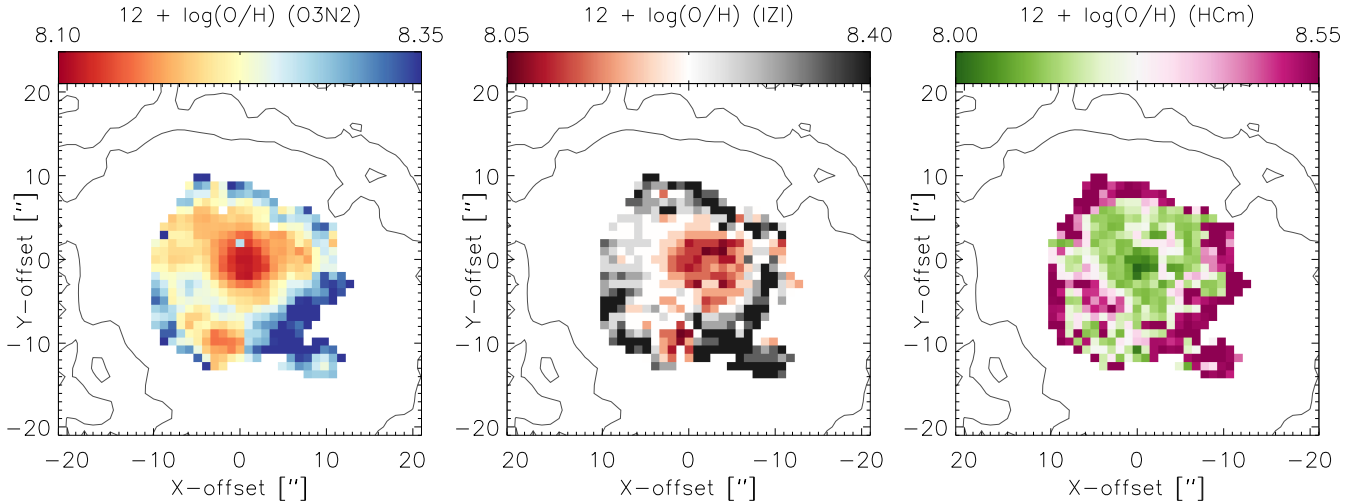 12 + log(O/H) (O3N2)
8.10 8.35
20
10
0
-10
-20
Y-offset ["]
-20 -10 0 10 20
X-offset ["]
12 + log(O/H) (IZI)
8.05 8.40
20
10
0
-10
-20
Y-offset ["]
10 0 -10 -20
X-offset ["]
12 + log(O/H) (HCm)
8.00 8.55
20
10
0
-10
-20
Y-offset ["]
20 10 0 -10 -20
X-offset ["]